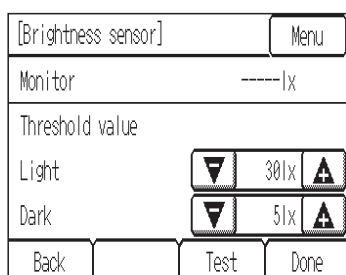 [Brightness sensor] Menu
Monitor -----lx
Threshold value
Light 30lx
Dark 5lx
Back Test Done